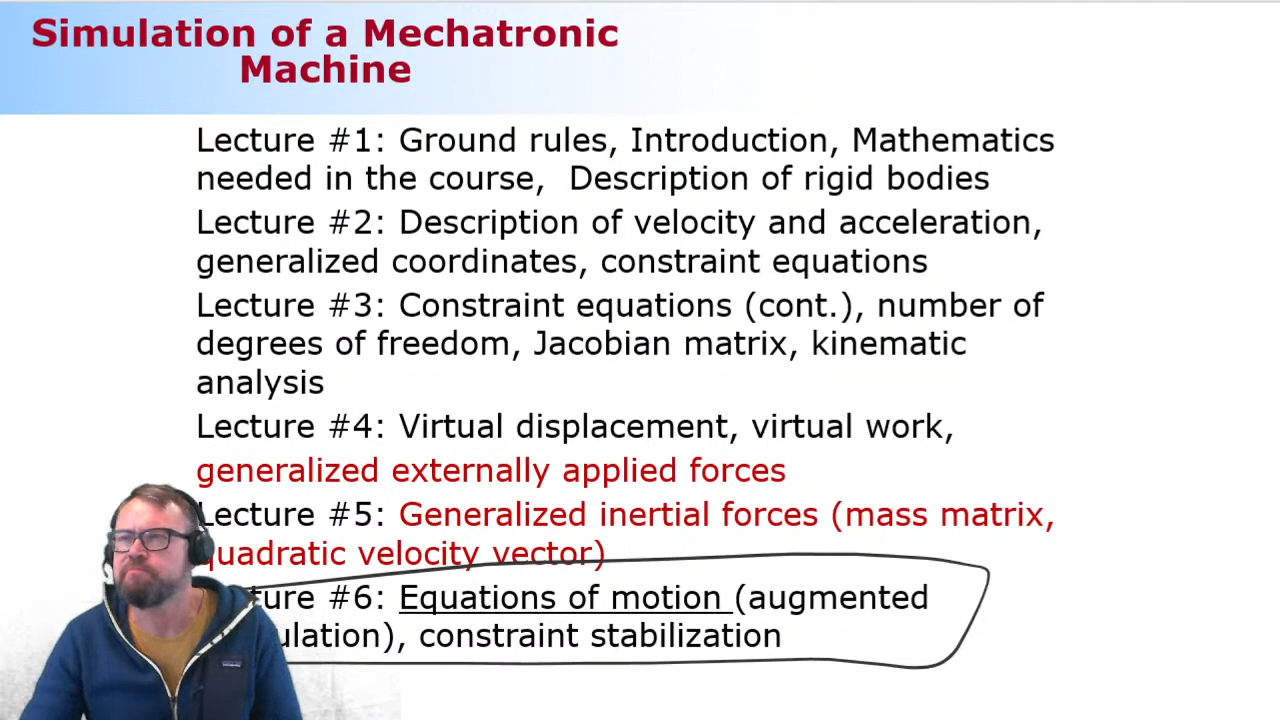 Simulation of a Mechatronic
Machine
Lecture #1: Ground rules, Introduction, Mathematics
needed in the course, Description of rigid bodies
Lecture #2: Description of velocity and acceleration,
generalized coordinates, constraint equations
Lecture #3: Constraint equations (cont.), number of
degrees of freedom, Jacobian matrix, kinematic
analysis
Lecture #4: Virtual displacement, virtual work,
generalized externally applied forces
Lecture #5: Generalized inertial forces (mass matrix,
quadratic velocity vector)
ture #6: Equations of motion (augmented
ulation), constraint stabilization